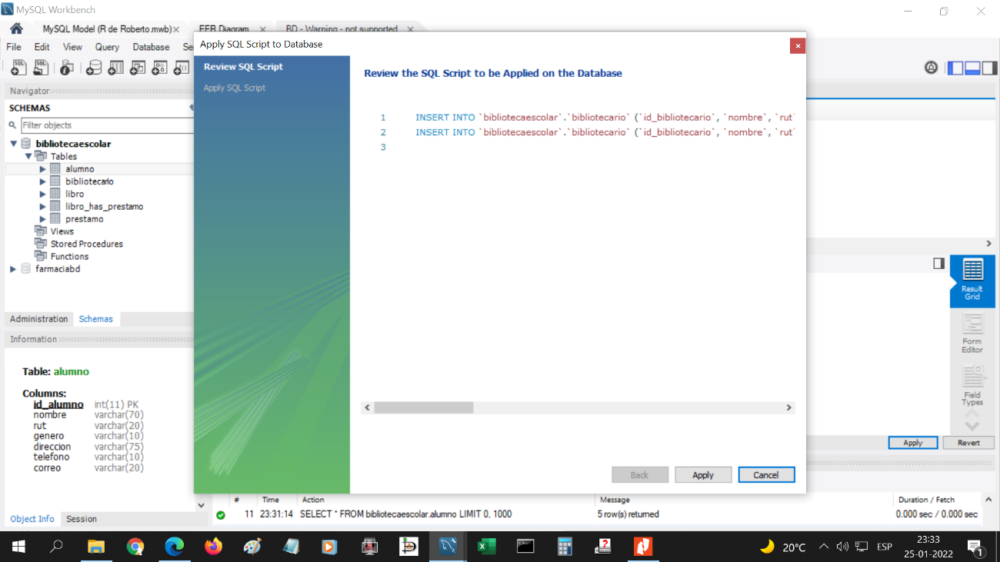 MySQL Workbench
MySQL Model (R de Roberto.mwb)
EER Diagram
BD - Warning - not supported
File Edit View Query Database Se
Navigator
SCHEMAS
Filter objects
bibliotecaescolar
Tables
alumno
bibliotecario
libro
libro_has_prestamo
prestamo
Views
Stored Procedures
Functions
farmaciabd
Administration Schemas
Information
Table: alumno
Columns:
id_alumno int(11) PK
nombre varchar(70)
rut varchar(20)
genero varchar(10)
direccion varchar(75)
telefono varchar(10)
correo varchar(20)
Object Info Session
Apply SQL Script to Database
Review SQL Script
Apply SQL Script
Review the SQL Script to be Applied on the Database
1 INSERT INTO `bibliotecaescolar`.`bibliotecario` (`id_bibliotecario`, `nombre`, `rut`
2 INSERT INTO `bibliotecaescolar`.`bibliotecario` (`id_bibliotecario`, `nombre`, `rut`
3
Back Apply Cancel
Result
Grid
Form
Editor
Field
Types
Apply Revert
# Time Action Message Duration / Fetch
11 23:31:14 SELECT * FROM bibliotecaescolar.alumno LIMIT 0, 1000 5 row(s) returned 0.000 sec / 0.000 sec
20°C
ESP
23:33
25-01-2022
1